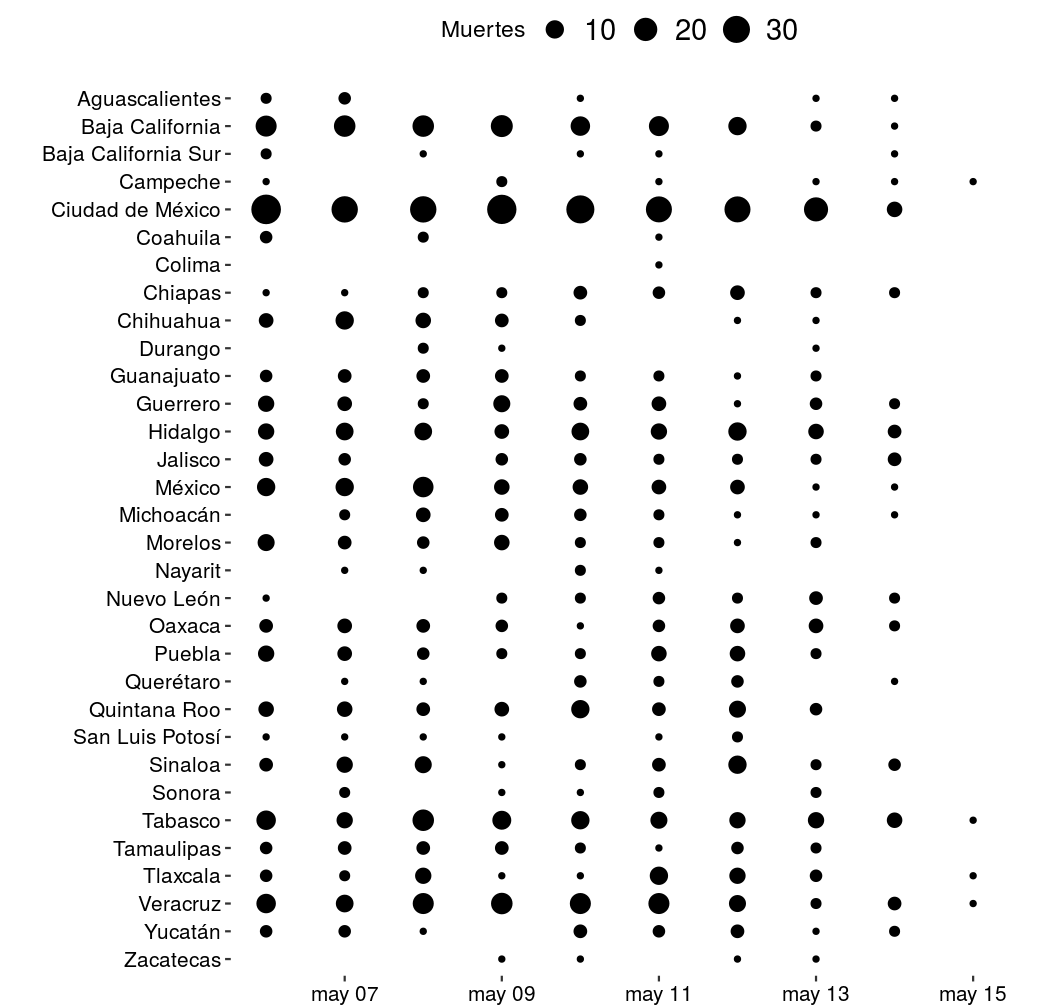 Muertes 10 20 30
Aguascalientes
Baja California
Baja California Sur
Campeche
Ciudad de México
Coahuila
Colima
Chiapas
Chihuahua
Durango
Guanajuato
Guerrero
Hidalgo
Jalisco
México
Michoacán
Morelos
Nayarit
Nuevo León
Oaxaca
Puebla
Querétaro
Quintana Roo
San Luis Potosí
Sinaloa
Sonora
Tabasco
Tamaulipas
Tlaxcala
Veracruz
Yucatán
Zacatecas
may 07 may 09 may 11 may 13 may 15